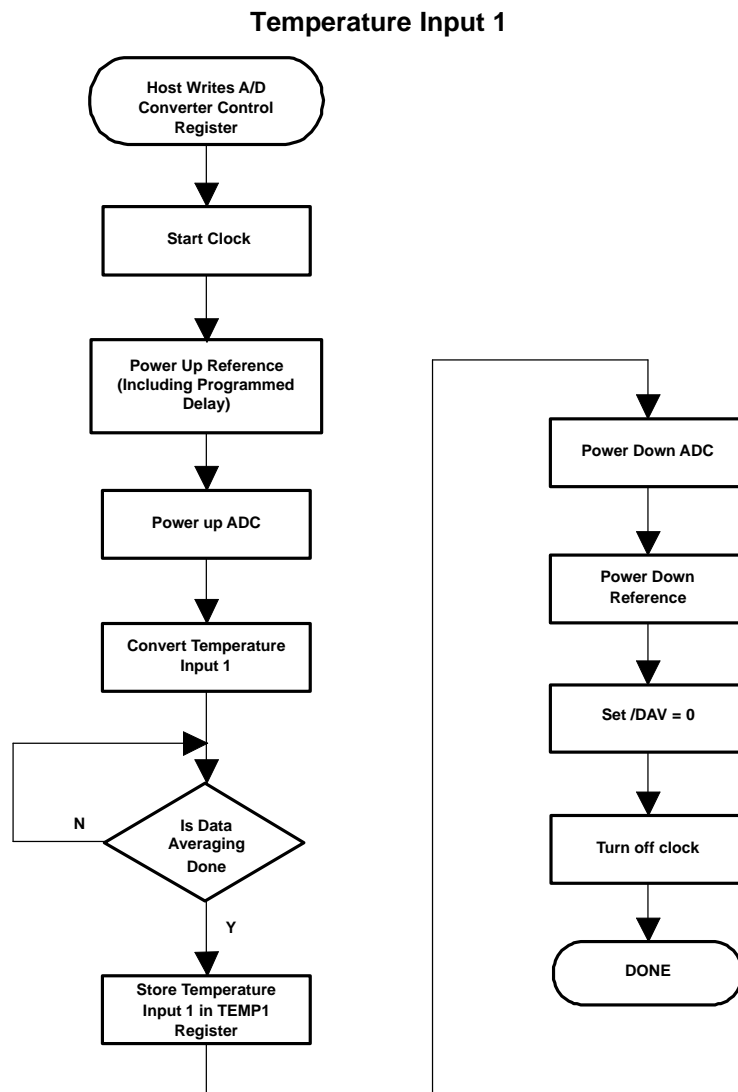 Temperature Input 1
Host Writes A/D
Converter Control
Register
Start Clock
Power Up Reference
(Including Programmed
Delay)
Power up ADC
Convert Temperature
Input 1
N
Is Data
Averaging
Done
Y
Store Temperature
Input 1 in TEMP1
Register
Power Down ADC
Power Down
Reference
Set /DAV = 0
Turn off clock
DONE